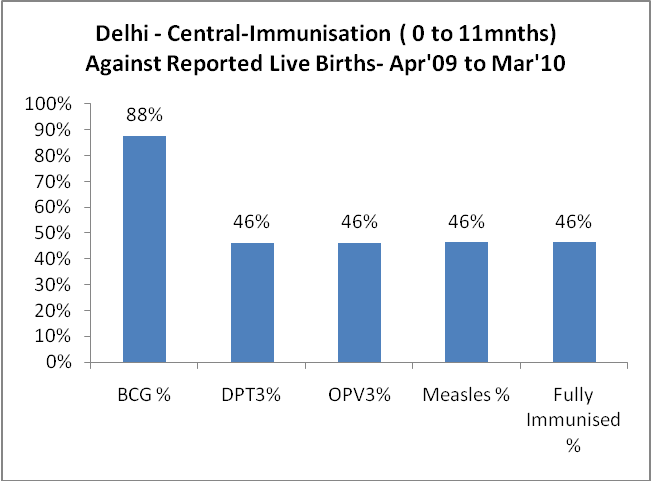 Delhi - Central-Immunisation ( 0 to 11mnths)
Against Reported Live Births- Apr'09 to Mar'10
100%
90%
80%
70%
60%
50%
40%
30%
20%
10%
0%
88%
46%
46%
46%
46%
BCG %
DPT3%
OPV3%
Measles %
Fully
Immunised
%